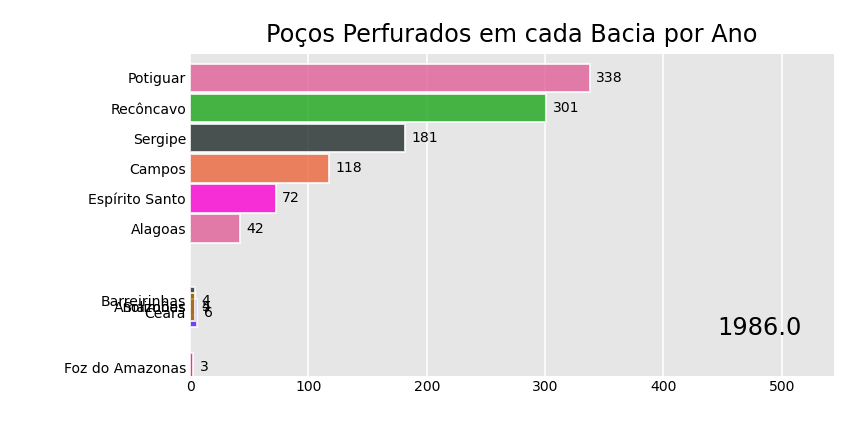 Poços Perfurados em cada Bacia por Ano
Potiguar 338
Recôncavo 301
Sergipe 181
Campos 118
Espírito Santo 72
Alagoas 42
Barreirinhas 4
Ceará 6
1986.0
Foz do Amazonas 3
0 100 200 300 400 500